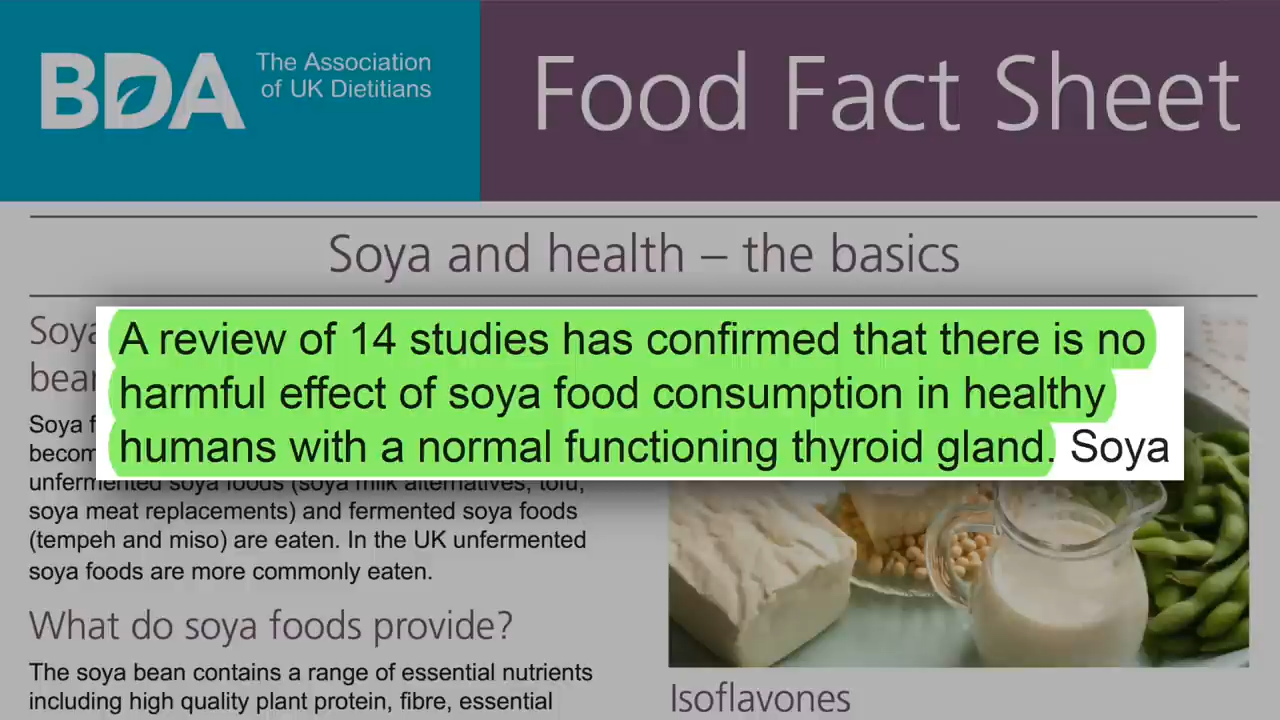 BDA
The Association
of UK Dietitians
Food Fact Sheet
Soya and health – the basics
A review of 14 studies has confirmed that there is no
harmful effect of soya food consumption in healthy
humans with a normal functioning thyroid gland. Soya
Soya
bea
Soya f
becom
unfermented soya foods (soya milk alternatives, tofu,
soya meat replacements) and fermented soya foods
(tempeh and miso) are eaten. In the UK unfermented
soya foods are more commonly eaten.
What do soya foods provide?
The soya bean contains a range of essential nutrients
including high quality plant protein, fibre, essential
Isoflavones